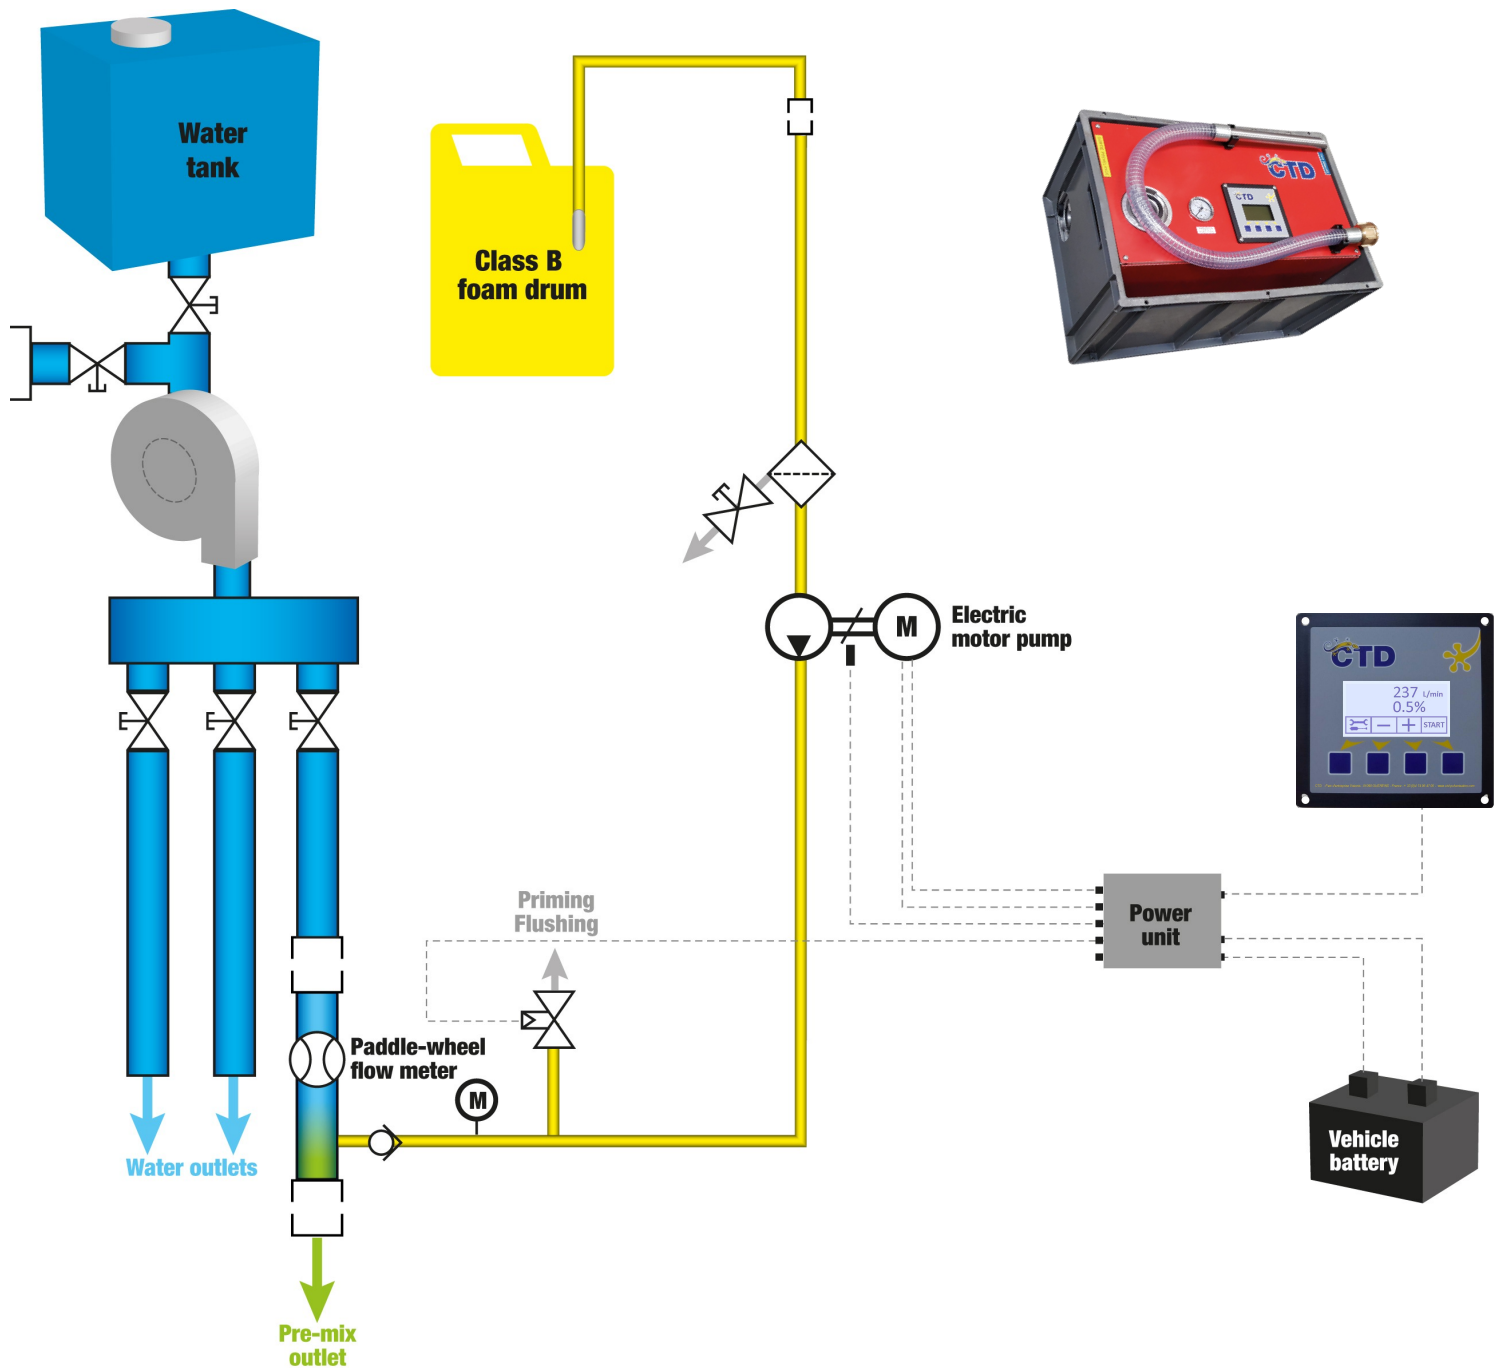 Water
tank
Class B
foam drum
CTD
CTD
M
Electric
motor pump
CTD
237 L/min
0.5%
— + START
Priming
Flushing
Power
unit
Paddle-wheel
flow meter
M
Vehicle
battery
Water outlets
Pre-mix
outlet